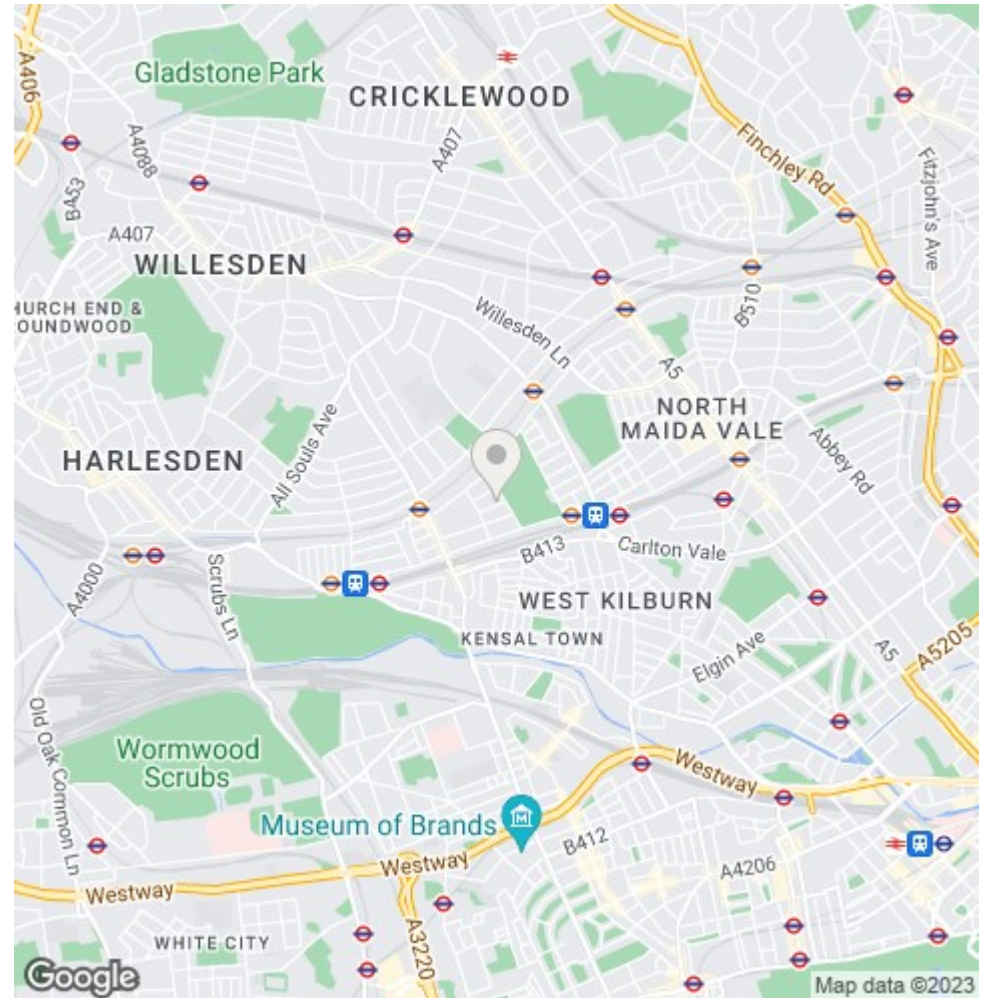 A406
Gladstone Park
CRICKLEWOOD
A4088
A407
Finchley Rd
Fitzjohn's Ave
B453
A407
WILLESDEN
HURCH END &
OUNDWOOD
Willesden Ln
B510
A5
NORTH
MAIDA VALE
All Souls Ave
Abbey Rd
HARLESDEN
B413
Carlton Vale
A4000
Scrubs Ln
WEST KILBURN
KENSAL TOWN
Elgin Ave
A5
A5205
Old Oak Common Ln
Wormwood
Scrubs
Westway
Museum of Brands
M
B412
Westway
A4206
Westway
A3220
WHITE CITY
Google
Map data ©2023